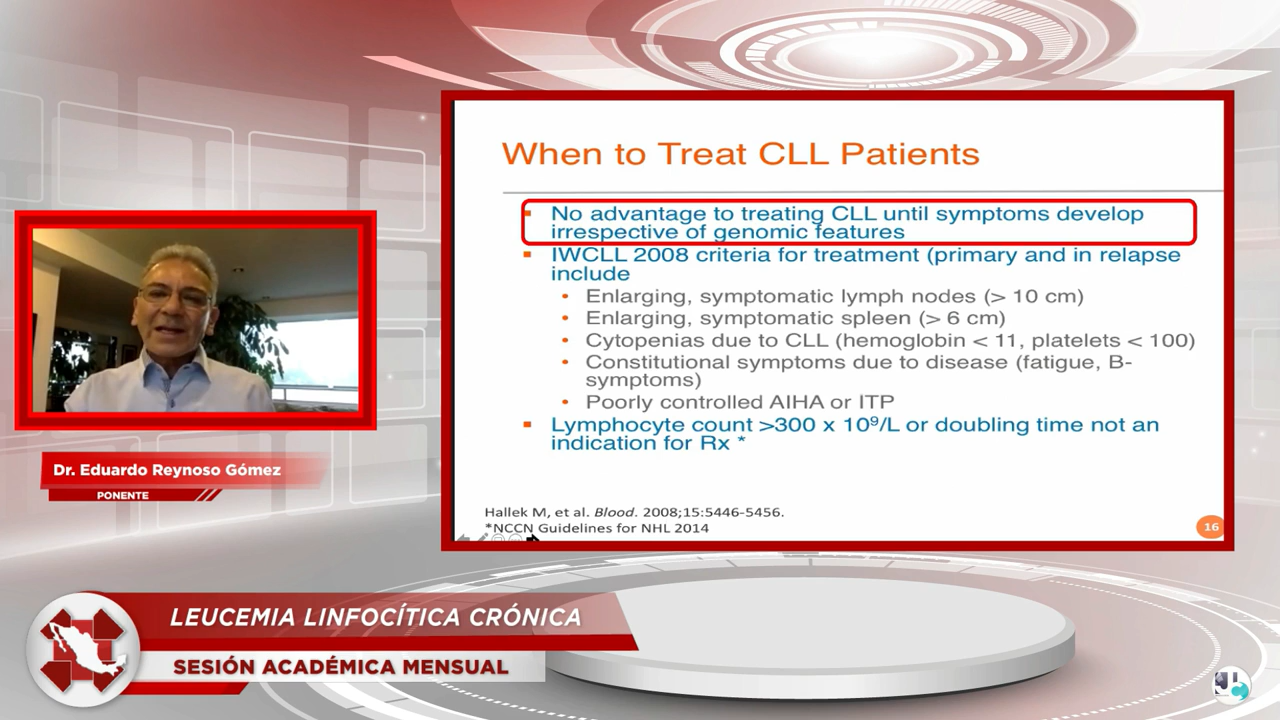 When to Treat CLL Patients
No advantage to treating CLL until symptoms develop
irrespective of genomic features
IWCLL 2008 criteria for treatment (primary and in relapse
include
Enlarging, symptomatic lymph nodes (> 10 cm)
Enlarging, symptomatic spleen (> 6 cm)
Cytopenias due to CLL (hemoglobin < 11, platelets < 100)
Constitutional symptoms due to disease (fatigue, B-
symptoms)
Poorly controlled AIHA or ITP
Lymphocyte count >300 x 10⁹/L or doubling time not an
indication for Rx *
Hallek M, et al. Blood. 2008;15:5446-5456.
*NCCN Guidelines for NHL 2014
16
Dr. Eduardo Reynoso Gómez
PONENTE
LEUCEMIA LINFOCÍTICA CRÓNICA
SESIÓN ACADÉMICA MENSUAL